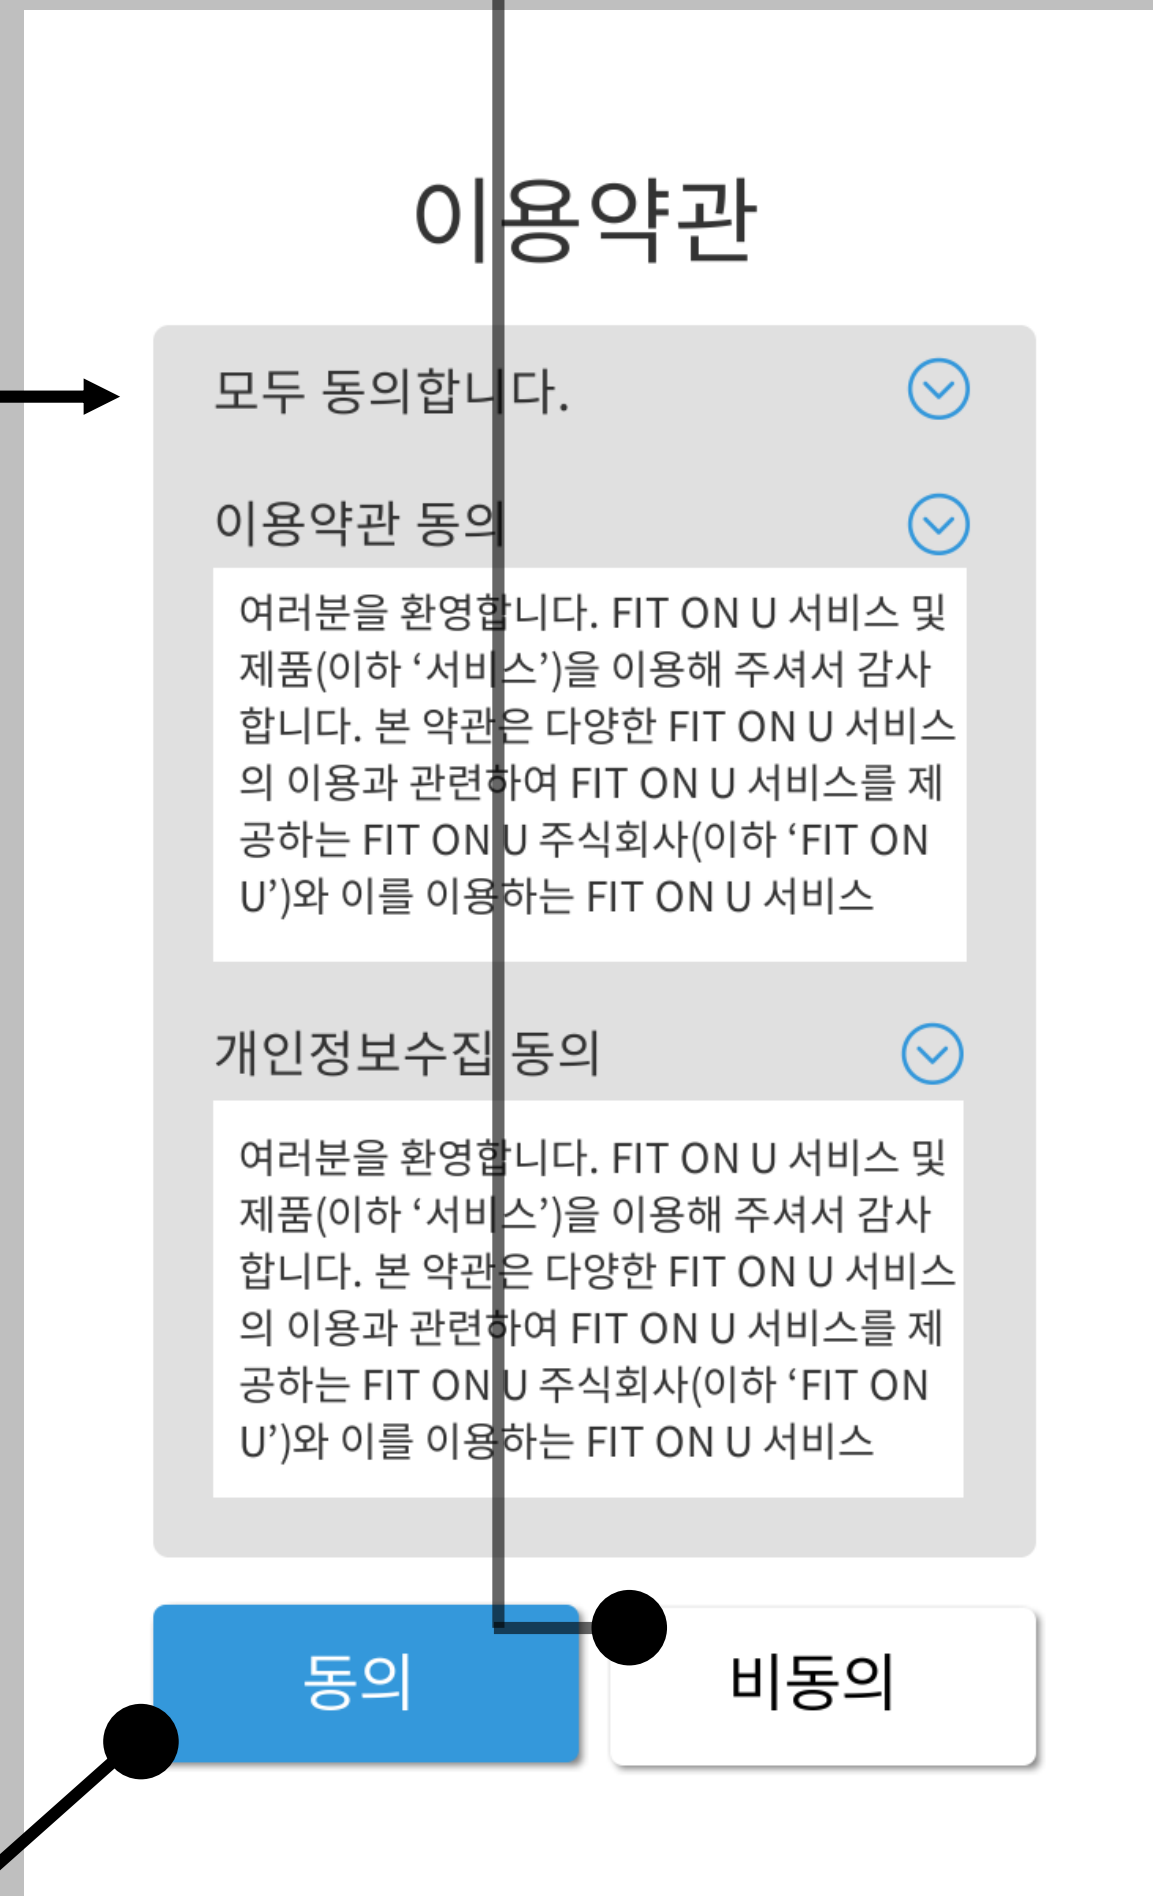 이용약관
모두 동의합니다.
이용약관 동의
여러분을 환영합니다. FIT ON U 서비스 및
제품(이하 ‘서비스’)을 이용해 주셔서 감사
합니다. 본 약관은 다양한 FIT ON U 서비스
의 이용과 관련하여 FIT ON U 서비스를 제
공하는 FIT ON U 주식회사(이하 ‘FIT ON
U’)와 이를 이용하는 FIT ON U 서비스
개인정보수집 동의
여러분을 환영합니다. FIT ON U 서비스 및
제품(이하 ‘서비스’)을 이용해 주셔서 감사
합니다. 본 약관은 다양한 FIT ON U 서비스
의 이용과 관련하여 FIT ON U 서비스를 제
공하는 FIT ON U 주식회사(이하 ‘FIT ON
U’)와 이를 이용하는 FIT ON U 서비스
동의
비동의